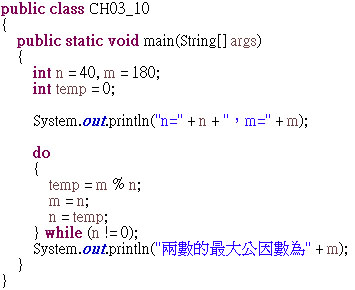 public class CH03_10
{
public static void main(String[] args)
{
int n = 40, m = 180;
int temp = 0;
System.out.println("n=" + n + "，m=" + m);
do
{
temp = m % n;
m = n;
n = temp;
} while (n != 0);
System.out.println("兩數的最大公因數為" + m);
}
}